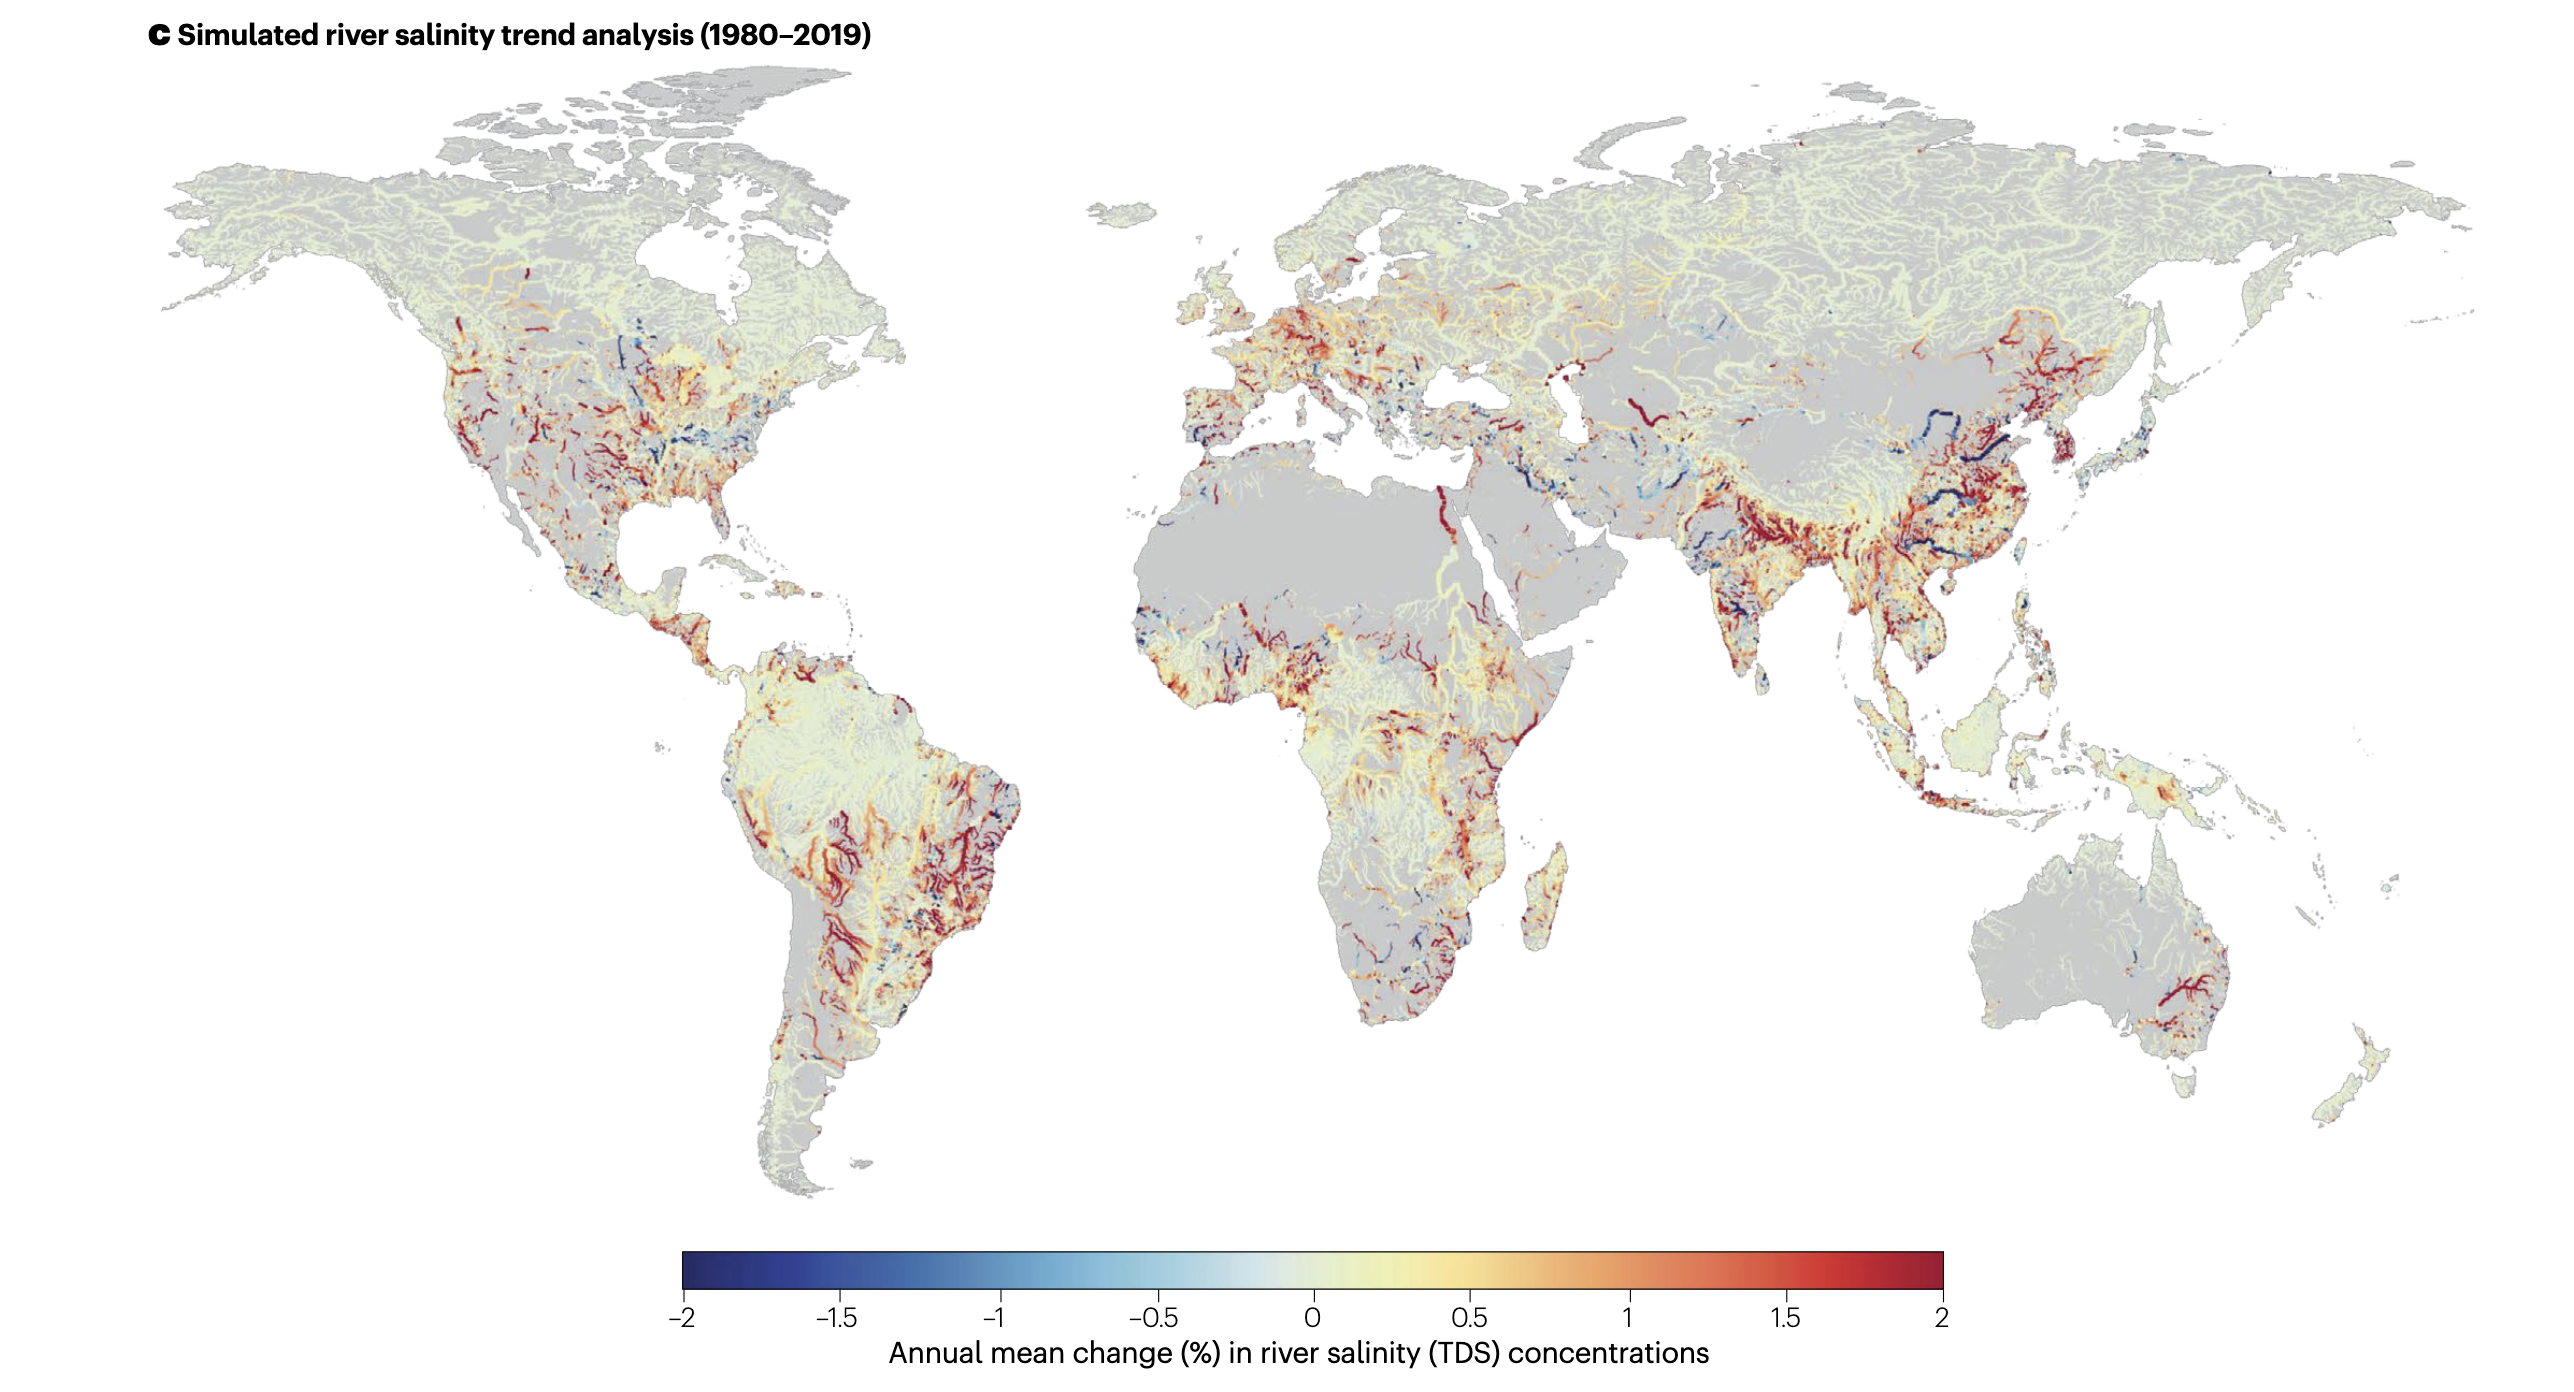 c Simulated river salinity trend analysis (1980–2019)
–2 –1.5 –1 –0.5 0 0.5 1 1.5 2
Annual mean change (%) in river salinity (TDS) concentrations